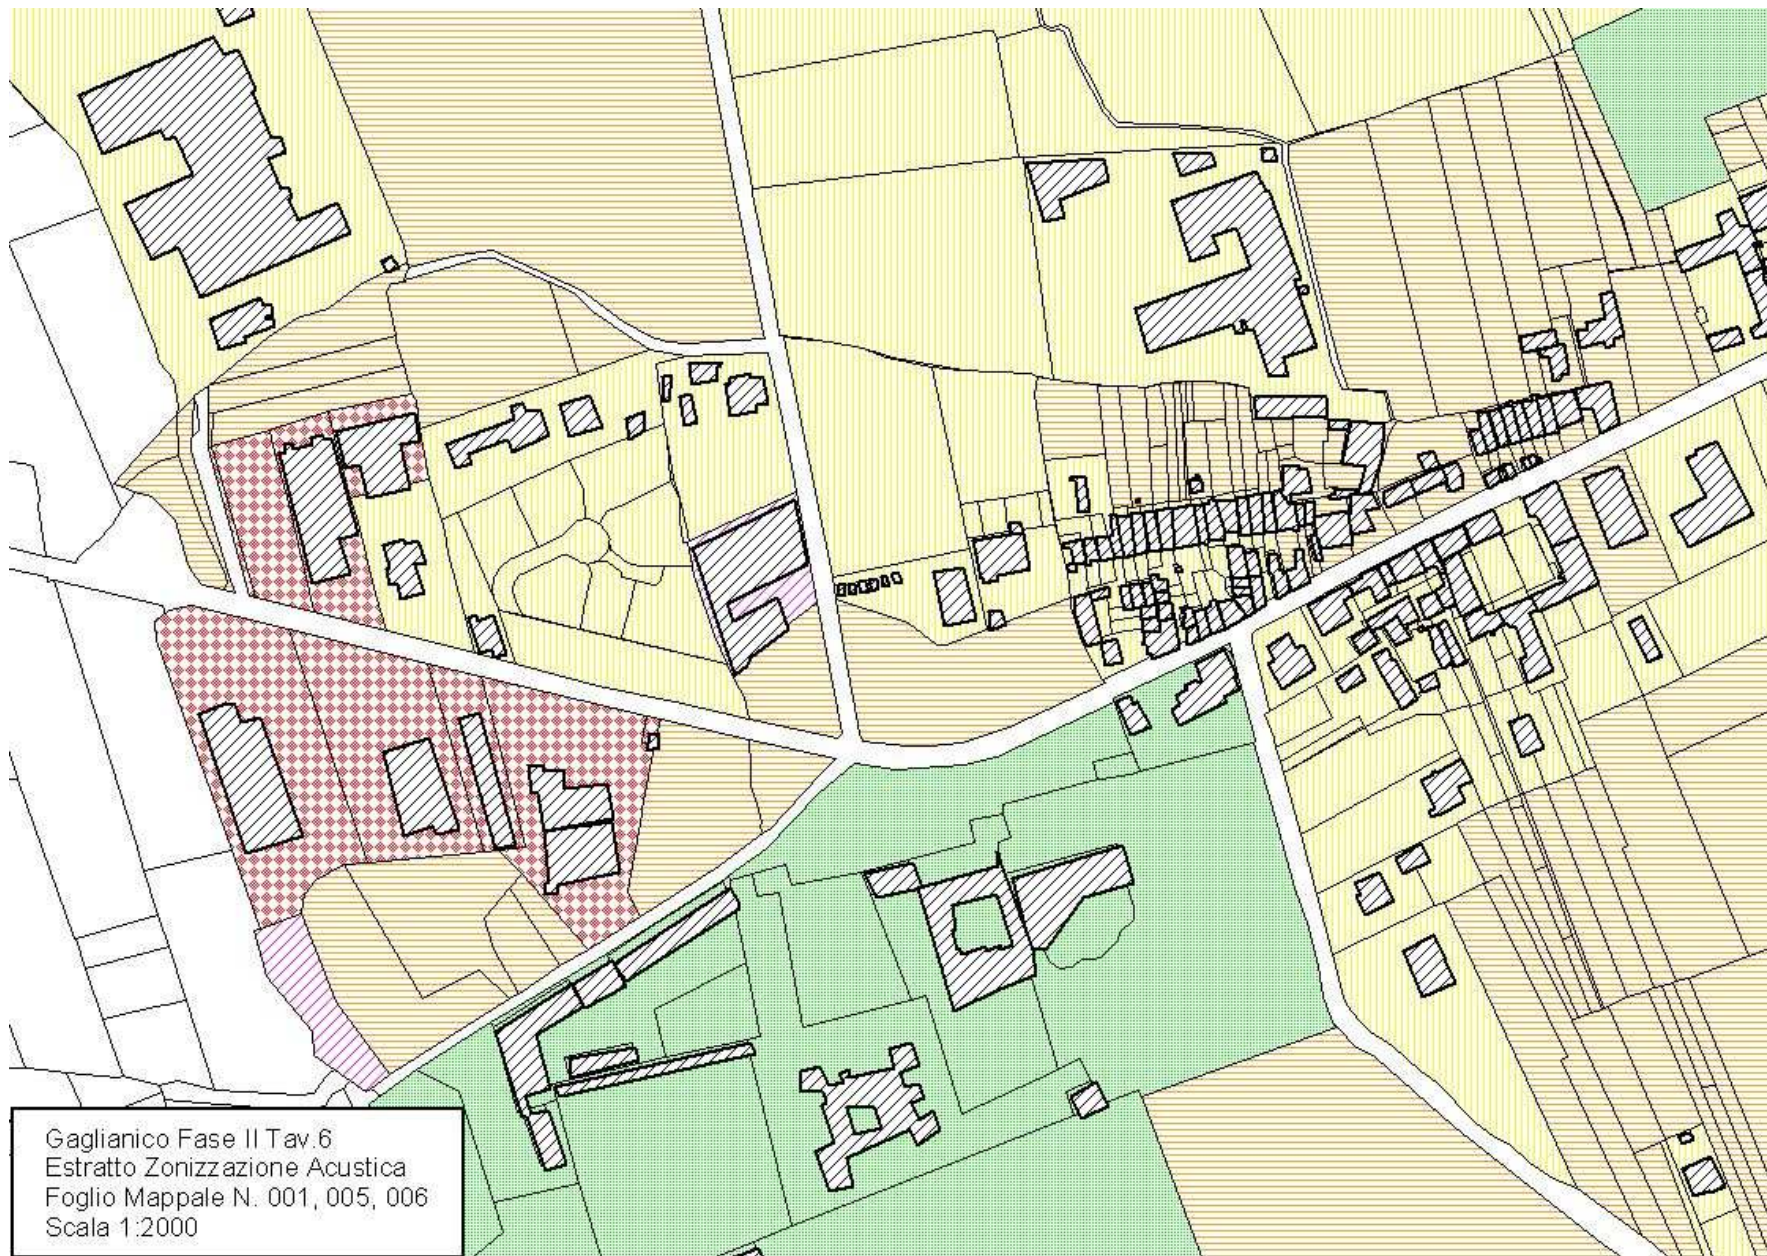 Gaglianico Fase II Tav.6
Estratto Zonizzazione Acustica
Foglio Mappale N. 001, 005, 006
Scala 1:2000